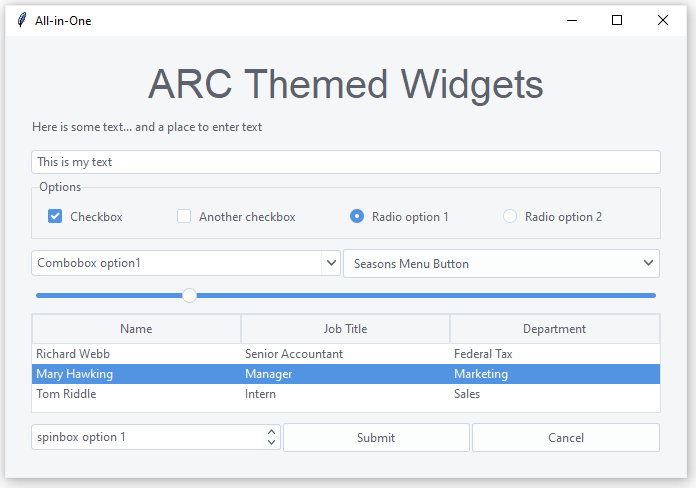 All-in-One
ARC Themed Widgets
Here is some text... and a place to enter text
This is my text
Options
Checkbox Another checkbox Radio option 1 Radio option 2
Combobox option1 Seasons Menu Button
Name Job Title Department
Richard Webb Senior Accountant Federal Tax
Mary Hawking Manager Marketing
Tom Riddle Intern Sales
spinbox option 1 Submit Cancel